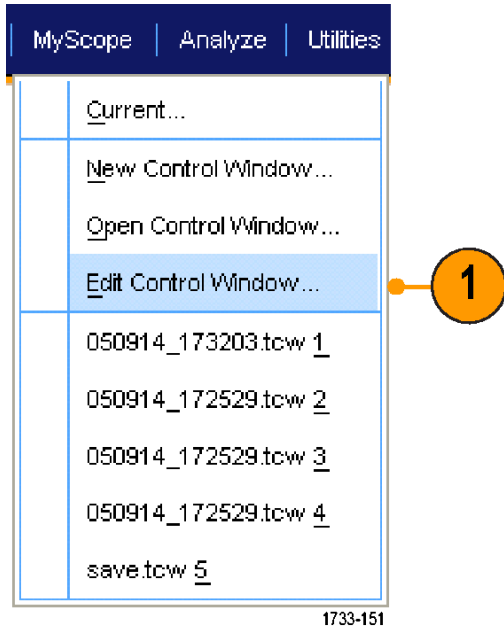 MyScope | Analyze | Utilities
Current...
New Control Window...
Open Control Window...
Edit Control Window...
1
050914_173203.tcw 1
050914_172529.tcw 2
050914_172529.tcw 3
050914_172529.tcw 4
save.tcw 5
1733-151